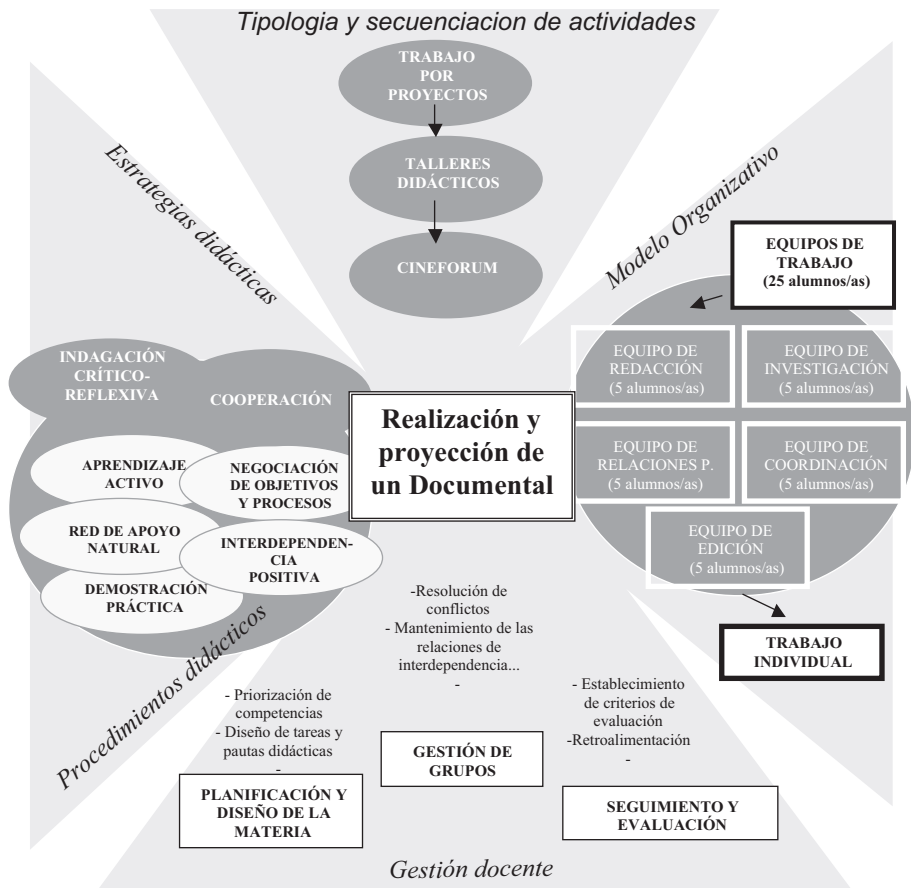 Tipologia y secuenciacion de actividades
TRABAJO
POR
PROYECTOS
TALLERES
DIDÁCTICOS
CINEFORUM
Estrategias didácticas
Modelo Organizativo
EQUIPOS DE
TRABAJO
(25 alumnos/as)
INDAGACIÓN
CRÍTICO-
REFLEXIVA
COOPERACIÓN
APRENDIZAJE
ACTIVO
NEGOCIACIÓN
DE OBJETIVOS
Y PROCESOS
RED DE APOYO
NATURAL
INTERDEPENDEN-
CIA
POSITIVA
DEMOSTRACIÓN
PRÁCTICA
Procedimientos didácticos
Realización y
proyección de
un Documental
EQUIPO DE
REDACCIÓN
(5 alumnos/as)
EQUIPO DE
INVESTIGACIÓN
(5 alumnos/as)
EQUIPO DE
RELACIONES P.
(5 alumnos/as)
EQUIPO DE
COORDINACIÓN
(5 alumnos/as)
EQUIPO DE
EDICIÓN
(5 alumnos/as)
TRABAJO
INDIVIDUAL
-Resolución de
conflictos
- Mantenimiento de las
relaciones de
interdependencia...
-
GESTIÓN DE
GRUPOS
- Priorización de
competencias
- Diseño de tareas y
pautas didácticas
-
PLANIFICACIÓN Y
DISEÑO DE LA
MATERIA
- Establecimiento
de criterios de
evaluación
-Retroalimentación
-
SEGUIMIENTO Y
EVALUACIÓN
Gestión docente